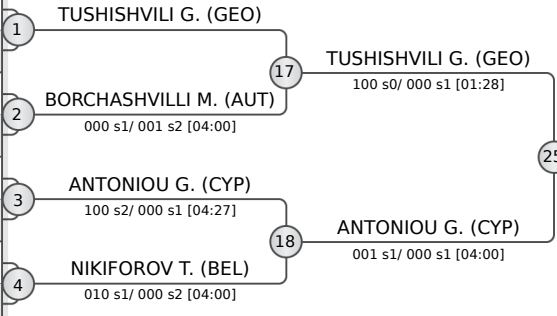 TUSHISHVILI G. (GEO)
1
17
TUSHISHVILI G. (GEO)
100 s0/ 000 s1 [01:28]
2
BORCHASHVILLI M. (AUT)
000 s1/ 001 s2 [04:00]
25
3
ANTONIOU G. (CYP)
100 s2/ 000 s1 [04:27]
18
ANTONIOU G. (CYP)
001 s1/ 000 s1 [04:00]
4
NIKIFOROV T. (BEL)
010 s1/ 000 s2 [04:00]